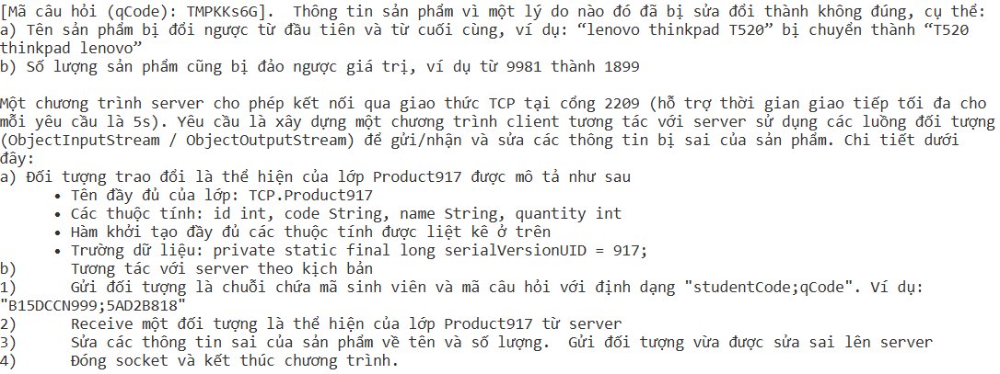 [Mã câu hỏi (qCode): TMPKKs6G].  Thông tin sản phẩm vì một lý do nào đó đã bị sửa đổi thành không đúng, cụ thể:
a) Tên sản phẩm bị đổi ngược từ đầu tiên và từ cuối cùng, ví dụ: “lenovo thinkpad T520” bị chuyển thành “T520
thinkpad lenovo”
b) Số lượng sản phẩm cũng bị đảo ngược giá trị, ví dụ từ 9981 thành 1899
Một chương trình server cho phép kết nối qua giao thức TCP tại cổng 2209 (hỗ trợ thời gian giao tiếp tối đa cho
mỗi yêu cầu là 5s). Yêu cầu là xây dựng một chương trình client tương tác với server sử dụng các luồng đối tượng
(ObjectInputStream / ObjectOutputStream) để gửi/nhận và sửa các thông tin bị sai của sản phẩm. Chi tiết dưới
đây:
a) Đối tượng trao đổi là thể hiện của lớp Product917 được mô tả như sau
• Tên đầy đủ của lớp: TCP.Product917
• Các thuộc tính: id int, code String, name String, quantity int
• Hàm khởi tạo đầy đủ các thuộc tính được liệt kê ở trên
• Trường dữ liệu: private static final long serialVersionUID = 917;
b)	Tương tác với server theo kịch bản
1)	Gửi đối tượng là chuỗi chứa mã sinh viên và mã câu hỏi với định dạng "studentCode;qCode". Ví dụ:
"B15DCCN999;5AD2B818"
2)	Receive một đối tượng là thể hiện của lớp Product917 từ server
3)	Sửa các thông tin sai của sản phẩm về tên và số lượng.  Gửi đối tượng vừa được sửa sai lên server
4)	Đóng socket và kết thúc chương trình.